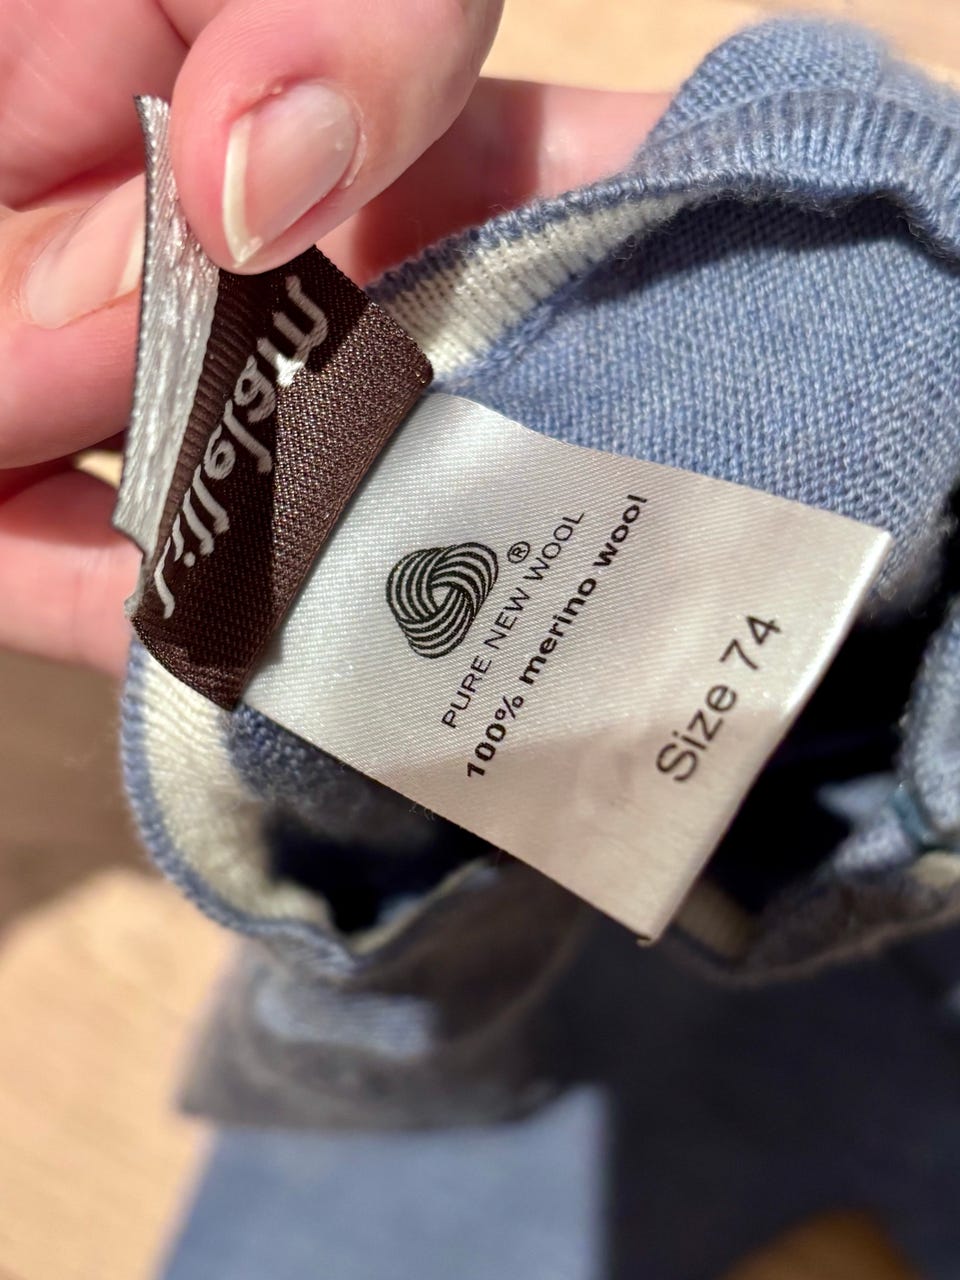 ®
PURE NEW WOOL
100% merino wool
Size 74